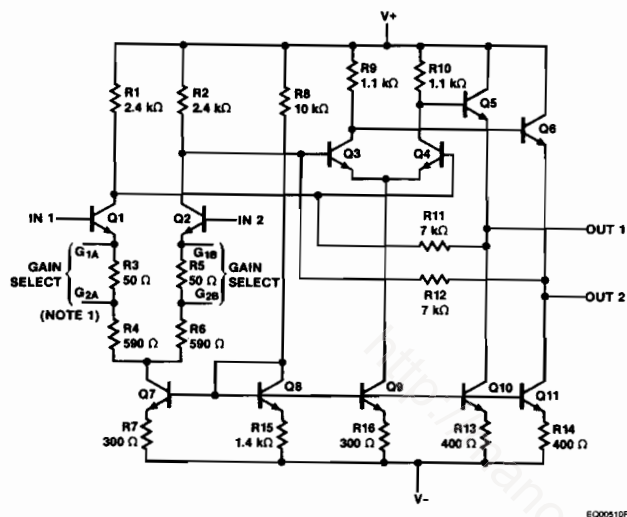 V+
R1
2.4 kΩ
R2
2.4 kΩ
R8
10 kΩ
R9
1.1 kΩ
R10
1.1 kΩ
Q5
Q6
Q3
Q4
IN 1
Q1
Q2
IN 2
R11
7 kΩ
OUT 1
G1A
G1B
GAIN
SELECT
R3
50 Ω
R5
50 Ω
GAIN
SELECT
G2A
G2B
R12
7 kΩ
OUT 2
(NOTE 1)
R4
590 Ω
R6
590 Ω
Q7
Q8
Q9
Q10
Q11
R7
300 Ω
R15
1.4 kΩ
R16
300 Ω
R13
400 Ω
R14
400 Ω
V−
http://
EQ00510F